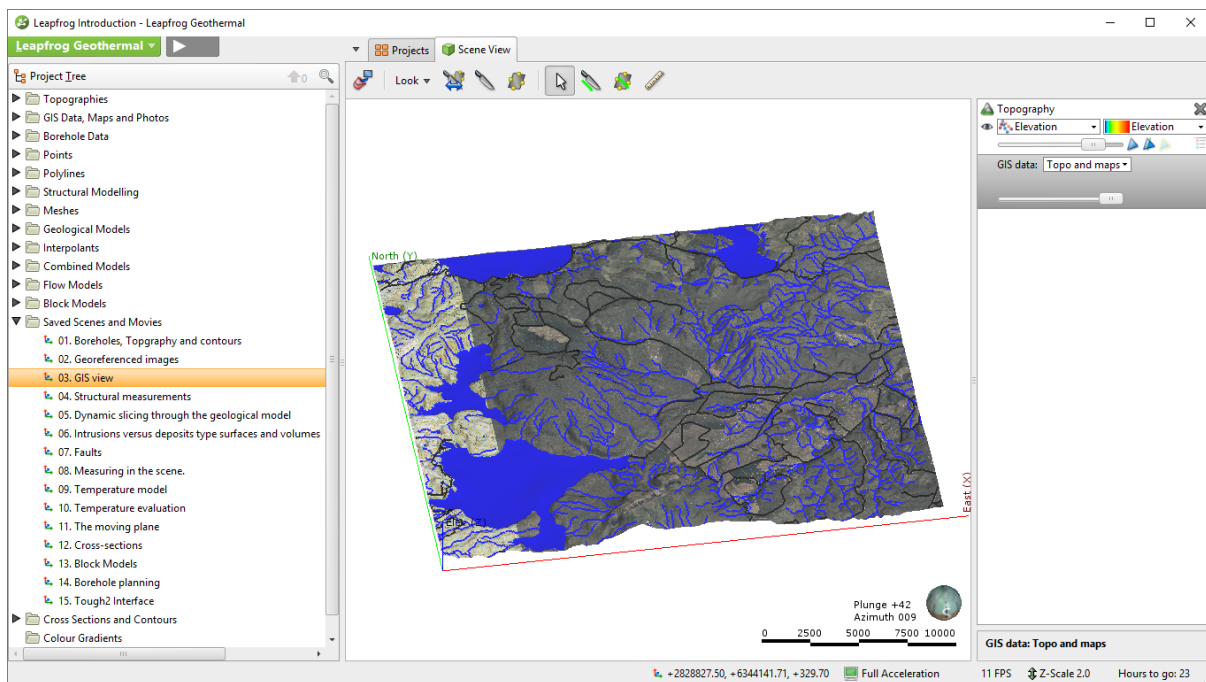 Leapfrog Introduction - Leapfrog Geothermal
Leapfrog Geothermal
Projects
Scene View
Project Tree
0
Look
Topographies
GIS Data, Maps and Photos
Borehole Data
Points
Polylines
Structural Modelling
Meshes
Geological Models
Interpolants
Combined Models
Flow Models
Block Models
Saved Scenes and Movies
01. Boreholes, Topgraphy and contours
02. Georeferenced images
03. GIS view
04. Structural measurements
05. Dynamic slicing through the geological model
06. Intrusions versus deposits type surfaces and volumes
07. Faults
08. Measuring in the scene.
09. Temperature model
10. Temperature evaluation
11. The moving plane
12. Cross-sections
13. Block Models
14. Borehole planning
15. Tough2 Interface
Cross Sections and Contours
Colour Gradients
North (Y)
East (X)
Plunge +42
Azimuth 009
0 2500 5000 7500 10000
Topography
Elevation Elevation
GIS data: Topo and maps
GIS data: Topo and maps
+2828827.50, +6344141.71, +329.70 Full Acceleration 11 FPS Z-Scale 2.0 Hours to go: 23